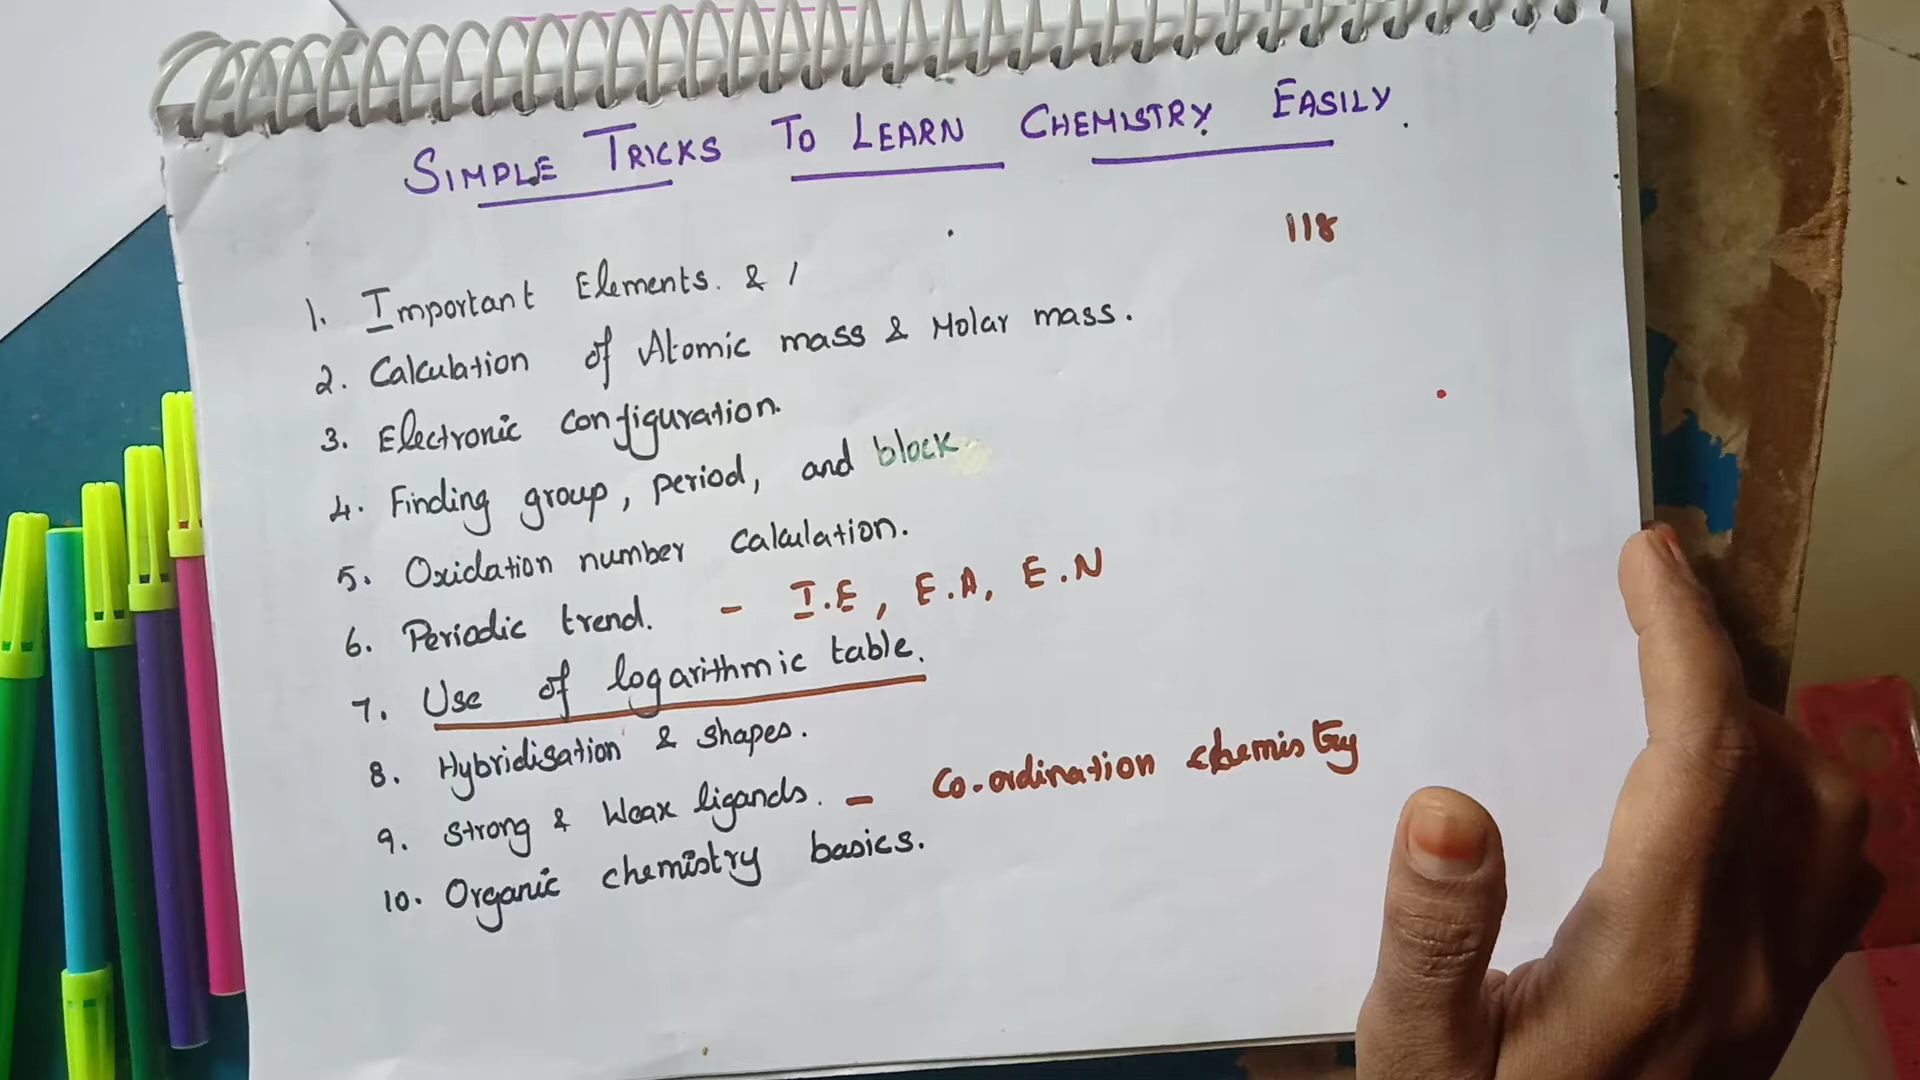 SIMPLE TRICKS TO LEARN CHEMISTRY EASILY.
118
1. Important Elements. & /
2. Calculation of Atomic mass & Molar mass.
3. Electronic configuration.
4. Finding group, period, and block
5. Oxidation number calculation.
6. Periodic trend. - I.E, E.A, E.N
7. Use of logarithmic table.
8. Hybridisation & shapes.
9. Strong & Weak ligands. - Co-ordination chemistry
10. Organic chemistry basics.